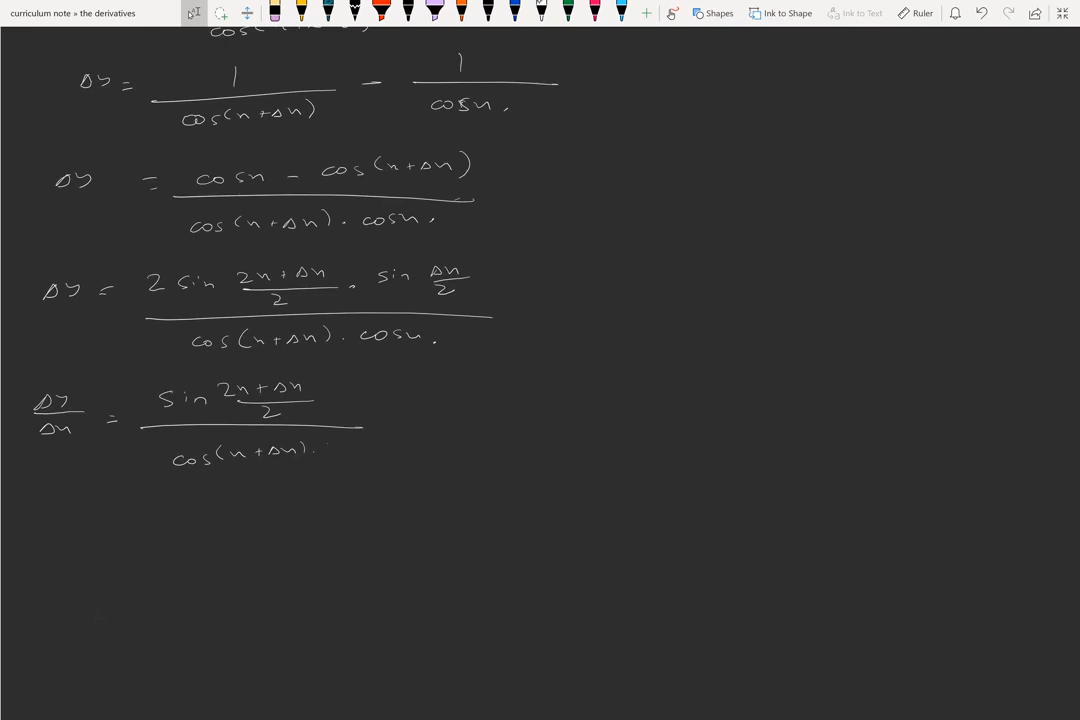 curriculum note » the derivatives Shapes Ink to Shape Ink to Text Ruler
Δy = 1/cos(x+Δx) − 1/cosx.
Δy = (cosx − cos(x+Δx))/(cos(x+Δx) · cosx.)
Δy = (2 sin (2x+Δx)/2 · sin Δx/2)/(cos(x+Δx) · cosx.)
Δy/Δx = (sin (2x+Δx)/2)/(cos(x+Δx) ·